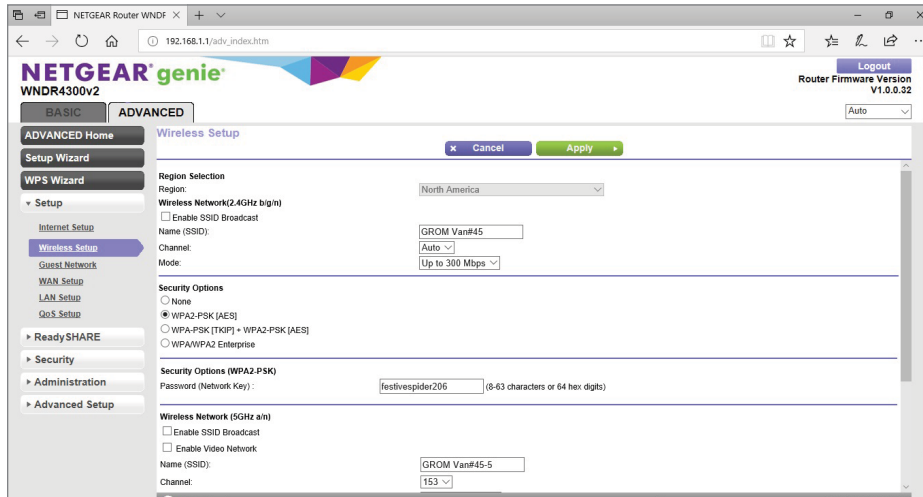 NETGEAR Router WNDF
192.168.1.1/adv_index.htm
NETGEAR genie
WNDR4300v2
Logout
Router Firmware Version
V1.0.0.32
BASIC
ADVANCED
Auto
ADVANCED Home
Setup Wizard
WPS Wizard
Setup
Internet Setup
Wireless Setup
Guest Network
WAN Setup
LAN Setup
QoS Setup
ReadySHARE
Security
Administration
Advanced Setup
Wireless Setup
x Cancel
Apply
Region Selection
Region: North America
Wireless Network(2.4GHz b/g/n)
Enable SSID Broadcast
Name (SSID): GROM Van#45
Channel: Auto
Mode: Up to 300 Mbps
Security Options
None
WPA2-PSK [AES]
WPA-PSK [TKIP] + WPA2-PSK [AES]
WPA/WPA2 Enterprise
Security Options (WPA2-PSK)
Password (Network Key) : festivespider206 (8-63 characters or 64 hex digits)
Wireless Network (5GHz a/n)
Enable SSID Broadcast
Enable Video Network
Name (SSID): GROM Van#45-5
Channel: 153